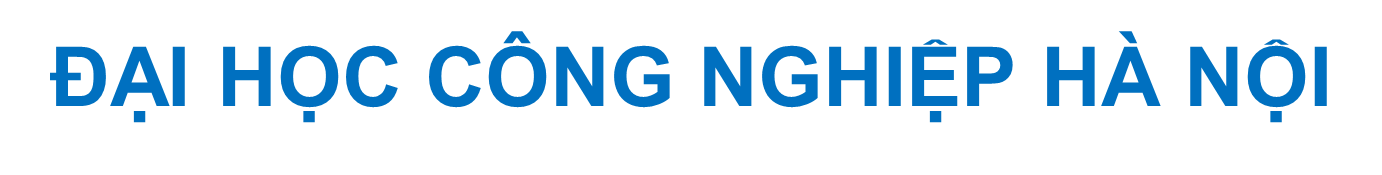 ĐẠI HỌC CÔNG NGHIỆP HÀ NỘI